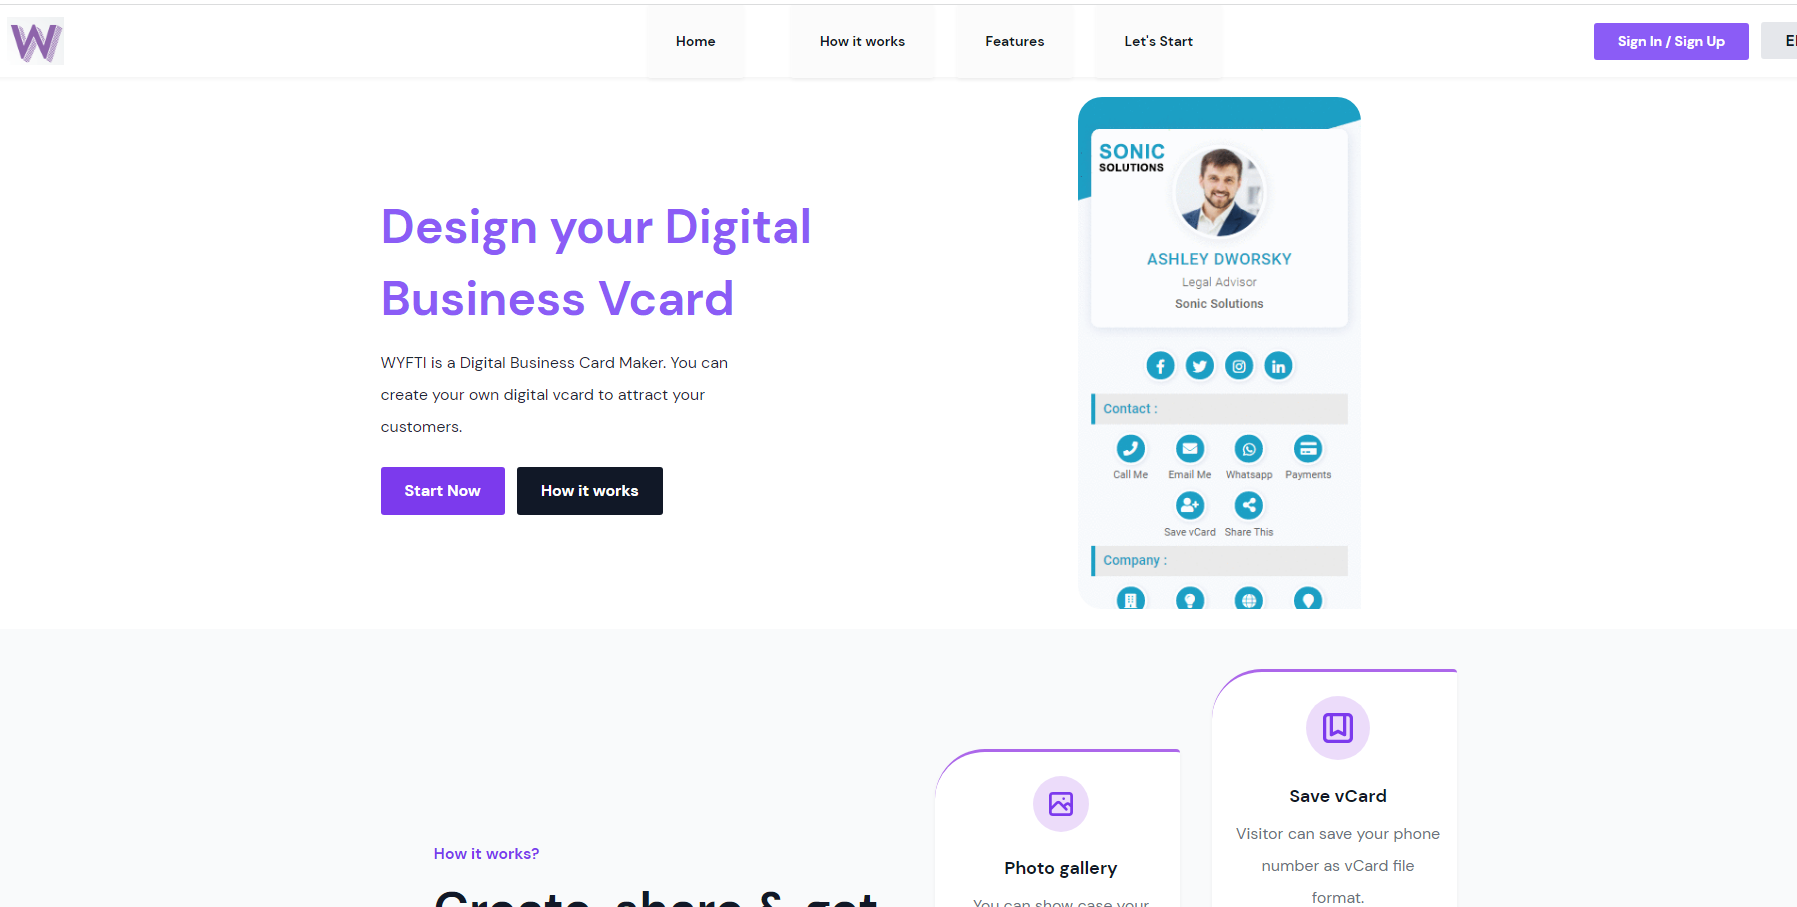 W
Home
How it works
Features
Let's Start
Sign In / Sign Up
Design your Digital
Business Vcard
WYFTI is a Digital Business Card Maker. You can
create your own digital vcard to attract your
customers.
Start Now
How it works
SONIC
SOLUTIONS
ASHLEY DWORSKY
Legal Advisor
Sonic Solutions
Contact :
Call Me
Email Me
Whatsapp
Payments
Save vCard
Share This
Company :
How it works?
Create, share & get
Photo gallery
You can show case your
Save vCard
Visitor can save your phone
number as vCard file
format.